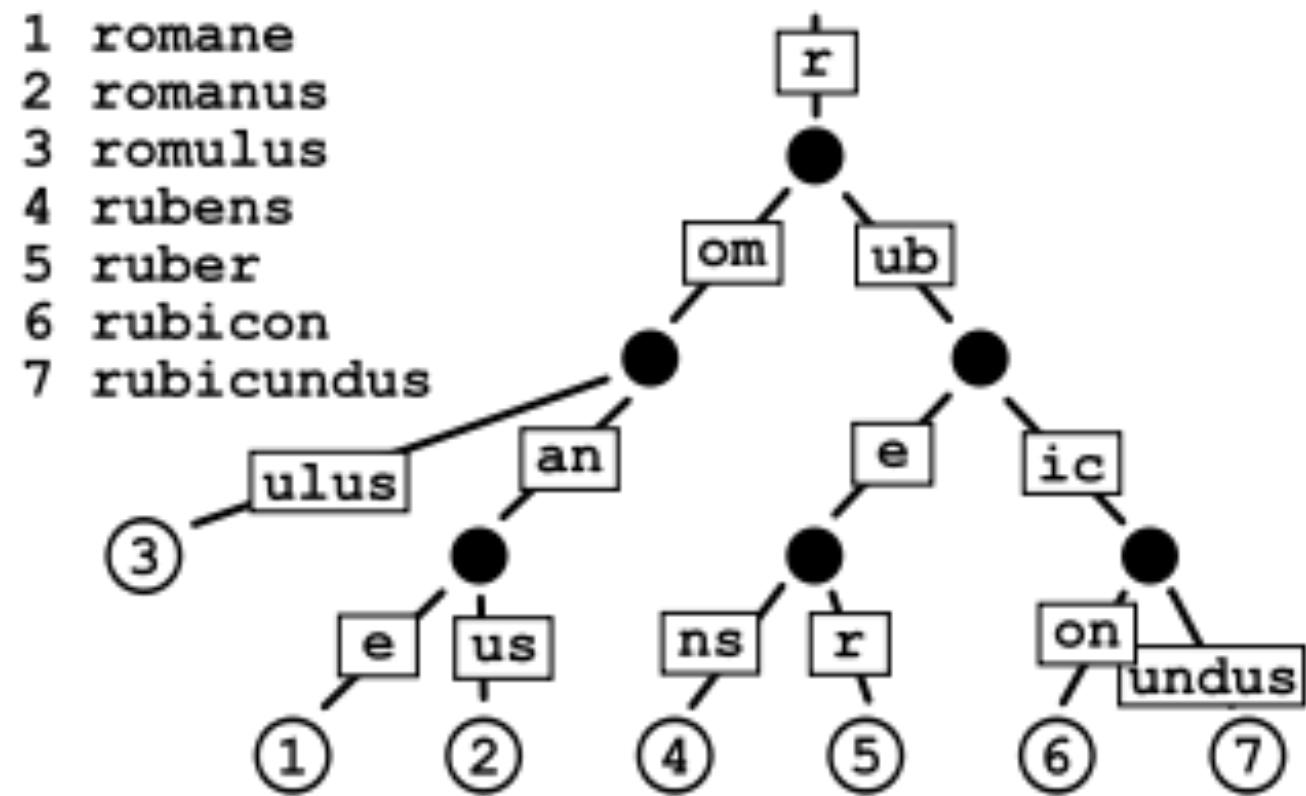 1 romane
2 romanus
3 romulus
4 rubens
5 ruber
6 rubicon
7 rubicundus
r
om ub
ulus an e ic
3
e us ns r on undus
1 2 4 5 6 7